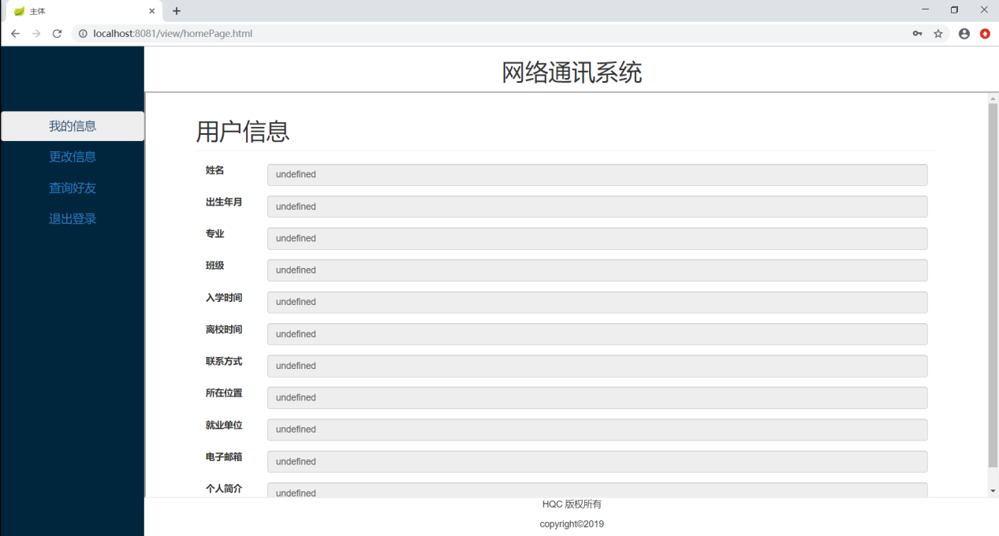 主体
localhost:8081/view/homePage.html
网络通讯系统
我的信息
更改信息
查询好友
退出登录
用户信息
姓名 undefined
出生年月 undefined
专业 undefined
班级 undefined
入学时间 undefined
离校时间 undefined
联系方式 undefined
所在位置 undefined
就业单位 undefined
电子邮箱 undefined
个人简介 undefined
HQC 版权所有
copyright©2019